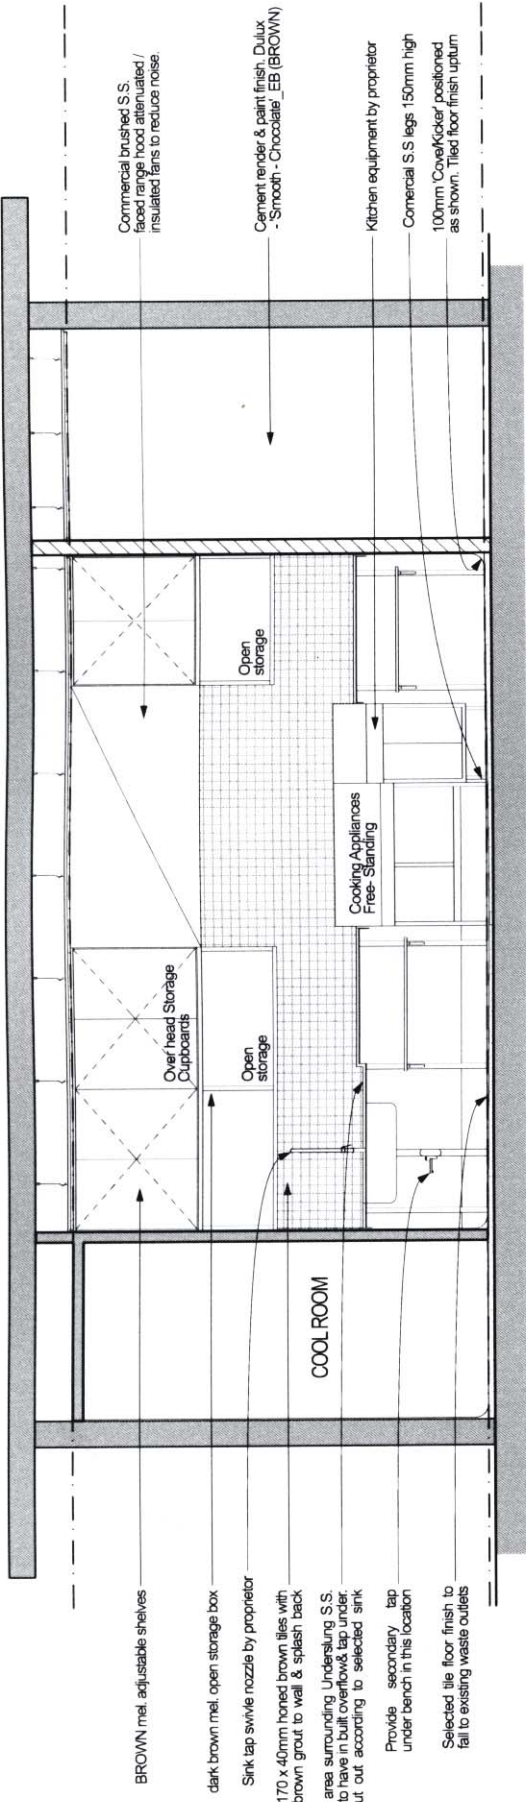 BROWN mel. adjustable shelves
dark brown mel. open storage box
Sink tap swivle nozzle by proprietor
170 x 40mm honed brown tiles with
brown grout to wall & splash back
area surrounding Underslung S.S.
to have in built overflow& tap under.
ut out according to selected sink
Provide secondary tap
under bench in this location
Selected tile floor finish to
fall to existing waste outlets
COOL ROOM
Over head Storage
Cupboards
Open
storage
Cooking Appliances
Free- Standing
Open
storage
Commercial brushed S.S.
faced range hood attenuated /
insulated fans to reduce noise.
Cement render & paint finish. Dulux
- 'Smooth - Chocolate'_EB (BROWN)
Kitchen equipment by proprietor
Comercial S.S legs 150mm high
100mm 'Cove/Kicker' positioned
as shown. Tiled floor finish upturn